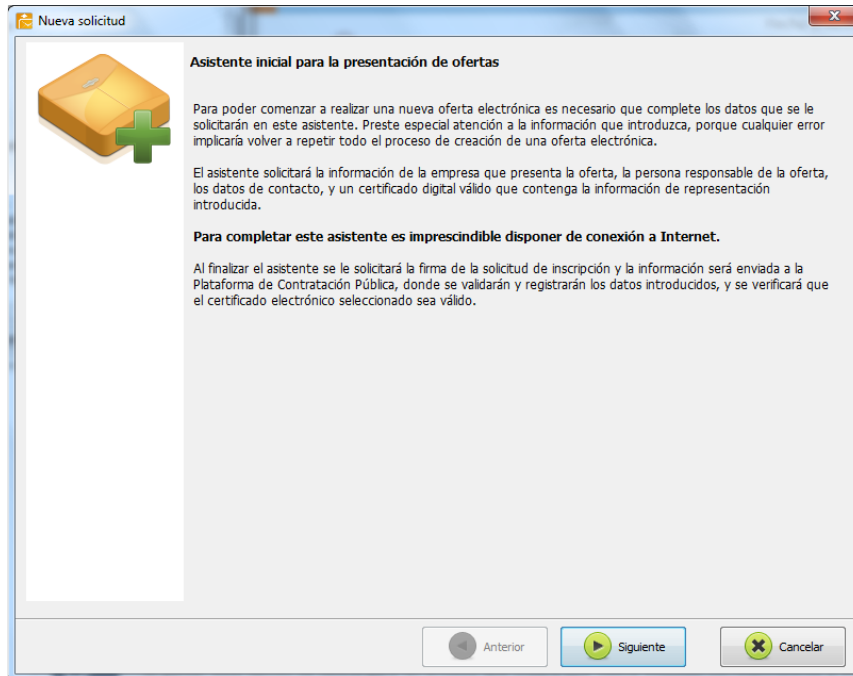 Nueva solicitud
Asistente inicial para la presentación de ofertas
Para poder comenzar a realizar una nueva oferta electrónica es necesario que complete los datos que se le
solicitarán en este asistente. Preste especial atención a la información que introduzca, porque cualquier error
implicaría volver a repetir todo el proceso de creación de una oferta electrónica.
El asistente solicitará la información de la empresa que presenta la oferta, la persona responsable de la oferta,
los datos de contacto, y un certificado digital válido que contenga la información de representación
introducida.
Para completar este asistente es imprescindible disponer de conexión a Internet.
Al finalizar el asistente se le solicitará la firma de la solicitud de inscripción y la información será enviada a la
Plataforma de Contratación Pública, donde se validarán y registrarán los datos introducidos, y se verificará que
el certificado electrónico seleccionado sea válido.
Anterior
Siguiente
Cancelar